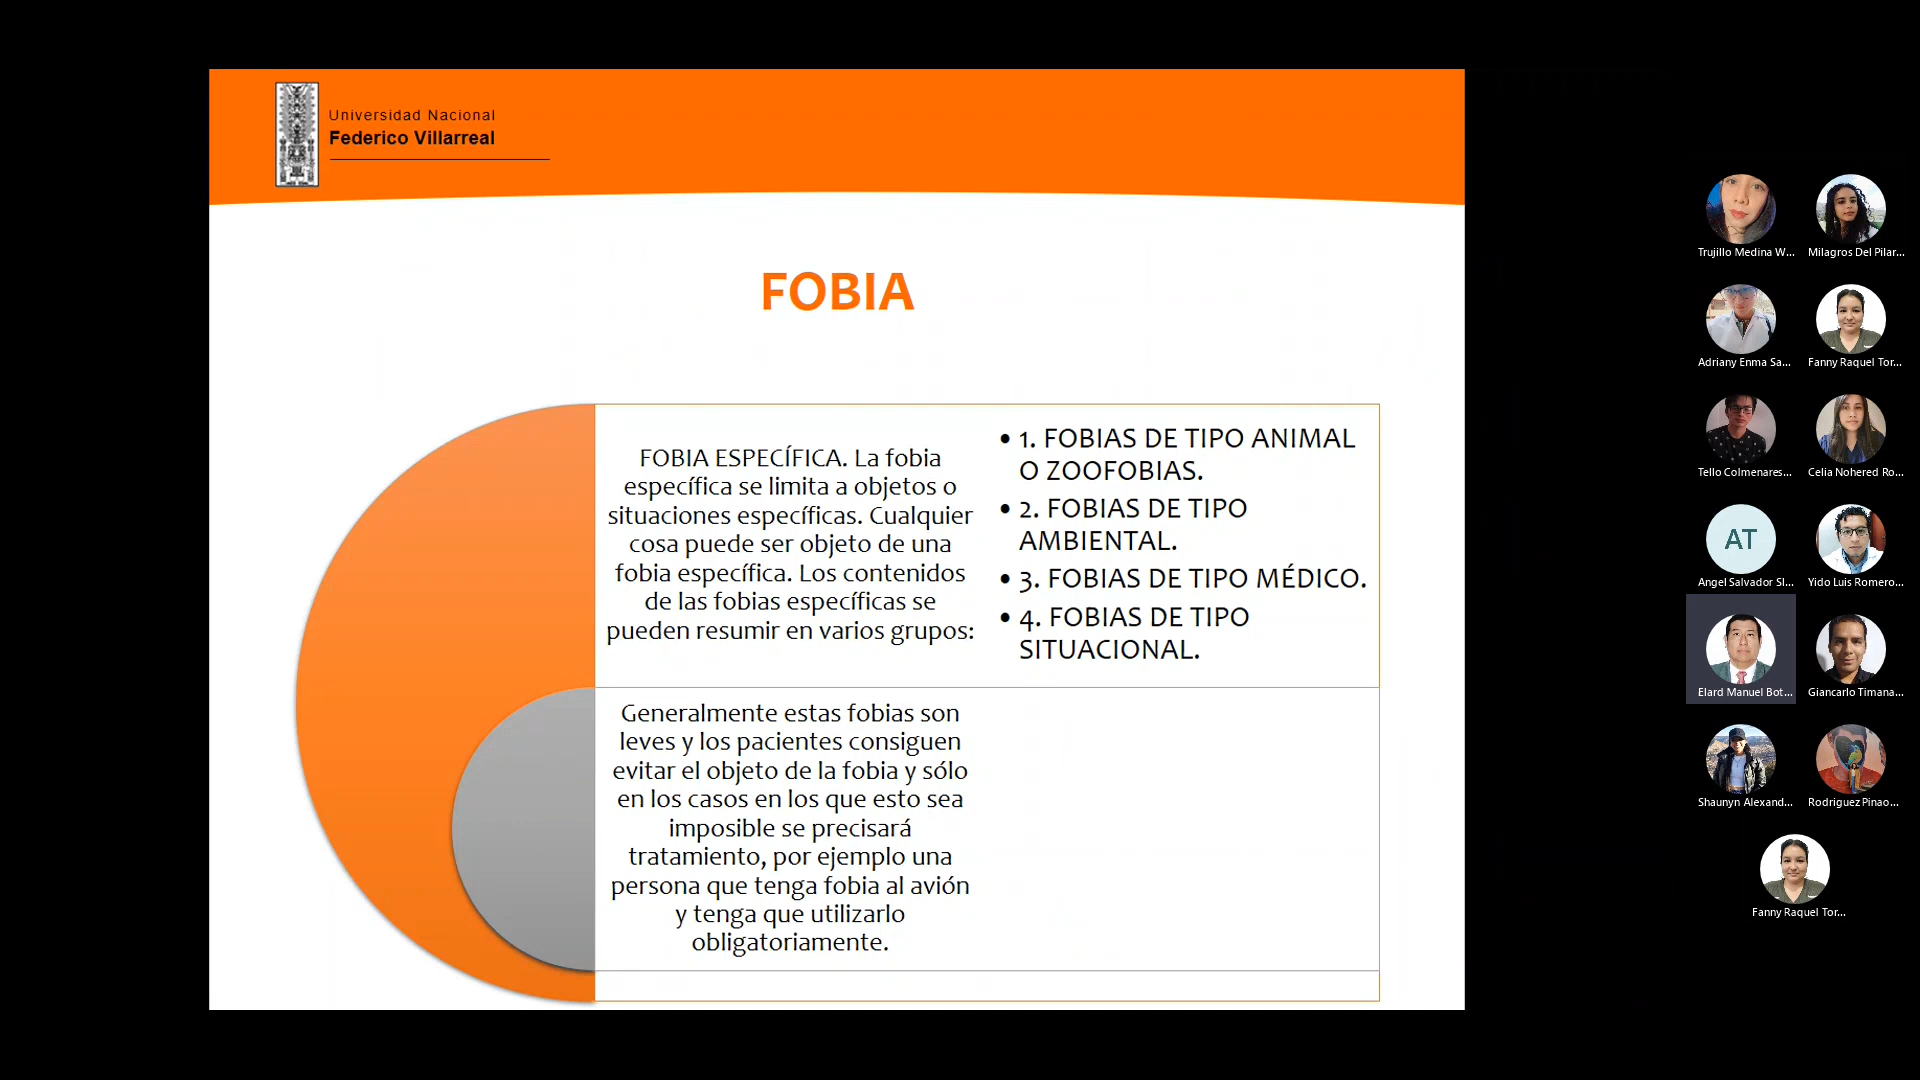 Universidad Nacional
Federico Villarreal
FOBIA
FOBIA ESPECÍFICA. La fobia
específica se limita a objetos o
situaciones específicas. Cualquier
cosa puede ser objeto de una
fobia específica. Los contenidos
de las fobias específicas se
pueden resumir en varios grupos:
• 1. FOBIAS DE TIPO ANIMAL
O ZOOFOBIAS.
• 2. FOBIAS DE TIPO
AMBIENTAL.
• 3. FOBIAS DE TIPO MÉDICO.
• 4. FOBIAS DE TIPO
SITUACIONAL.
Generalmente estas fobias son
leves y los pacientes consiguen
evitar el objeto de la fobia y sólo
en los casos en los que esto sea
imposible se precisará
tratamiento, por ejemplo una
persona que tenga fobia al avión
y tenga que utilizarlo
obligatoriamente.
Trujillo Medina W...
Milagros Del Pilar...
Adriany Enma Sa...
Fanny Raquel Tor...
Tello Colmenares...
Celia Nohered Ro...
AT
Angel Salvador Sl...
Yido Luis Romero...
Elard Manuel Bot...
Giancarlo Timana...
Shaunyn Alexand...
Rodriguez Pinao...
Fanny Raquel Tor...